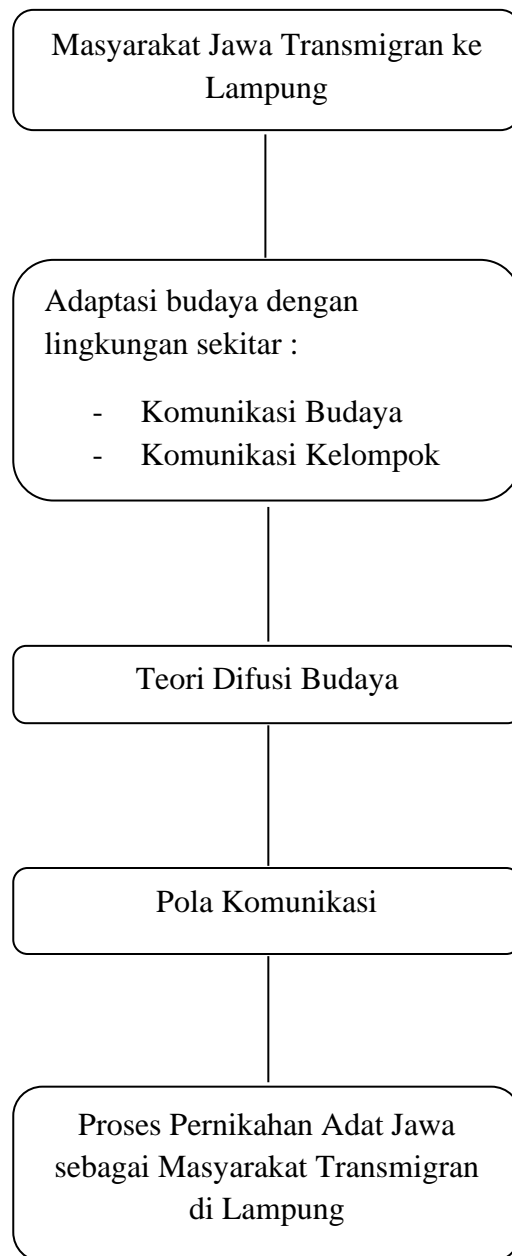 Masyarakat Jawa Transmigran ke
Lampung
Adaptasi budaya dengan
lingkungan sekitar :
- Komunikasi Budaya
- Komunikasi Kelompok
Teori Difusi Budaya
Pola Komunikasi
Proses Pernikahan Adat Jawa
sebagai Masyarakat Transmigran
di Lampung